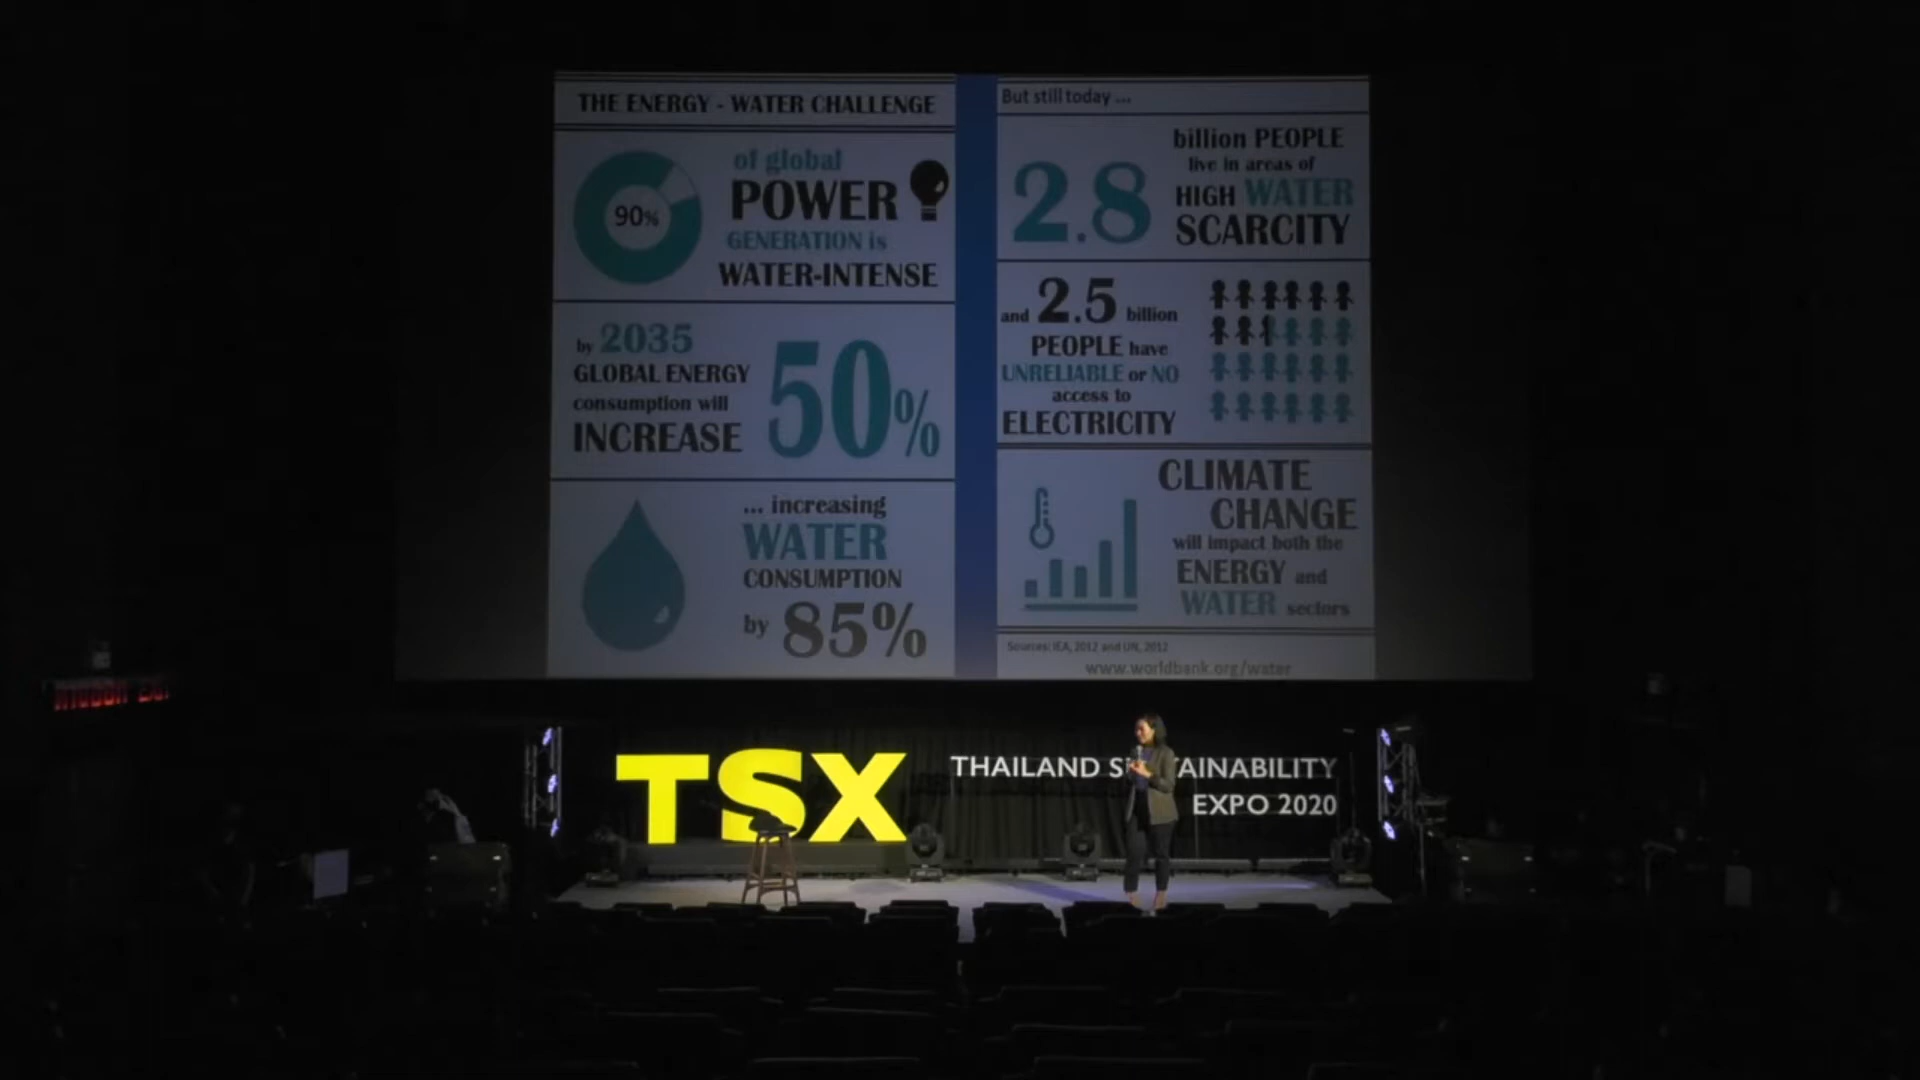 THE ENERGY - WATER CHALLENGE
90%
of global
POWER
GENERATION is
WATER-INTENSE
by 2035
GLOBAL ENERGY
consumption will
INCREASE
50%
... increasing
WATER
CONSUMPTION
by 85%
But still today ...
2.8
billion PEOPLE
live in areas of
HIGH WATER
SCARCITY
and 2.5 billion
PEOPLE have
UNRELIABLE or NO
access to
ELECTRICITY
CLIMATE
CHANGE
will impact both the
ENERGY and
WATER sectors
Sources: IEA, 2012 and UN, 2012
www.worldbank.org/water
TSX
THAILAND SUSTAINABILITY
EXPO 2020